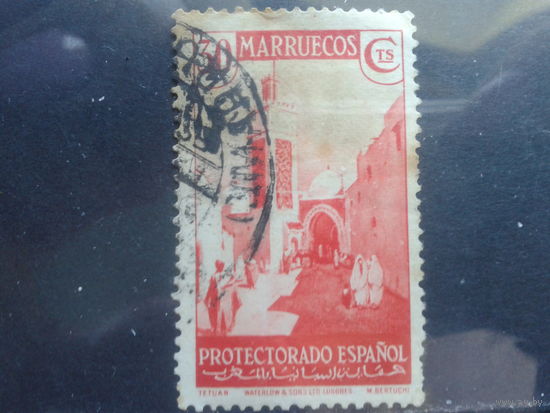 30 MARRUECOS CTS
PROTECTORADO ESPAÑOL
TETUAN WATERLOW & SONS LTD LONDRES. M. BERTUCHI